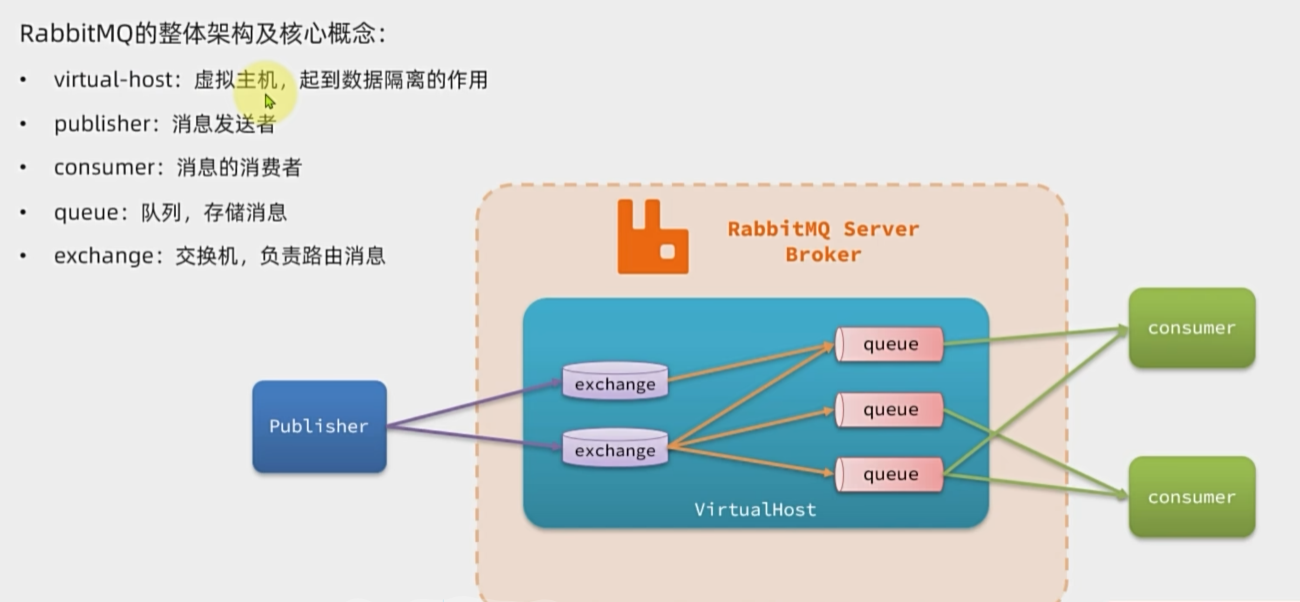 RabbitMQ的整体架构及核心概念：
• virtual-host：虚拟主机，起到数据隔离的作用
• publisher：消息发送者
• consumer：消息的消费者
• queue：队列，存储消息
• exchange：交换机，负责路由消息
RabbitMQ Server
Broker
Publisher
exchange
exchange
queue
queue
queue
VirtualHost
consumer
consumer